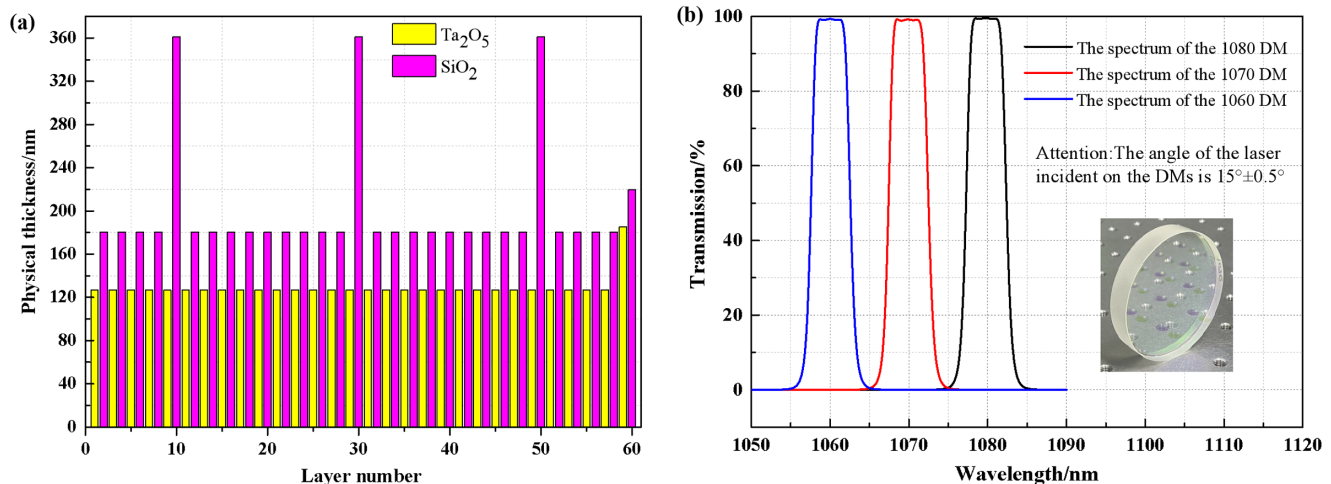 (a)
Ta2O5
SiO2
Physical thickness/nm
360
320
280
240
200
160
120
80
40
0
0
10
20
30
40
50
60
Layer number
(b)
The spectrum of the 1080 DM
The spectrum of the 1070 DM
The spectrum of the 1060 DM
Attention:The angle of the laser
incident on the DMs is 15°±0.5°
Transmission/%
100
80
60
40
20
0
1050
1060
1070
1080
1090
1100
1110
1120
Wavelength/nm